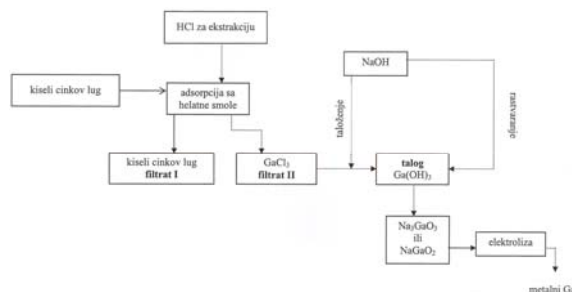 HCl za ekstrakciju
kiseli cinkov lug
adsorpcija sa
helatne smole
NaOH
taloženje
rastvaranje
kiseli cinkov lug
filtrat I
GaCl₃
filtrat II
talog
Ga(OH)₃
Na₃GaO₃
ili
NaGaO₂
elektroliza
metalni Ga